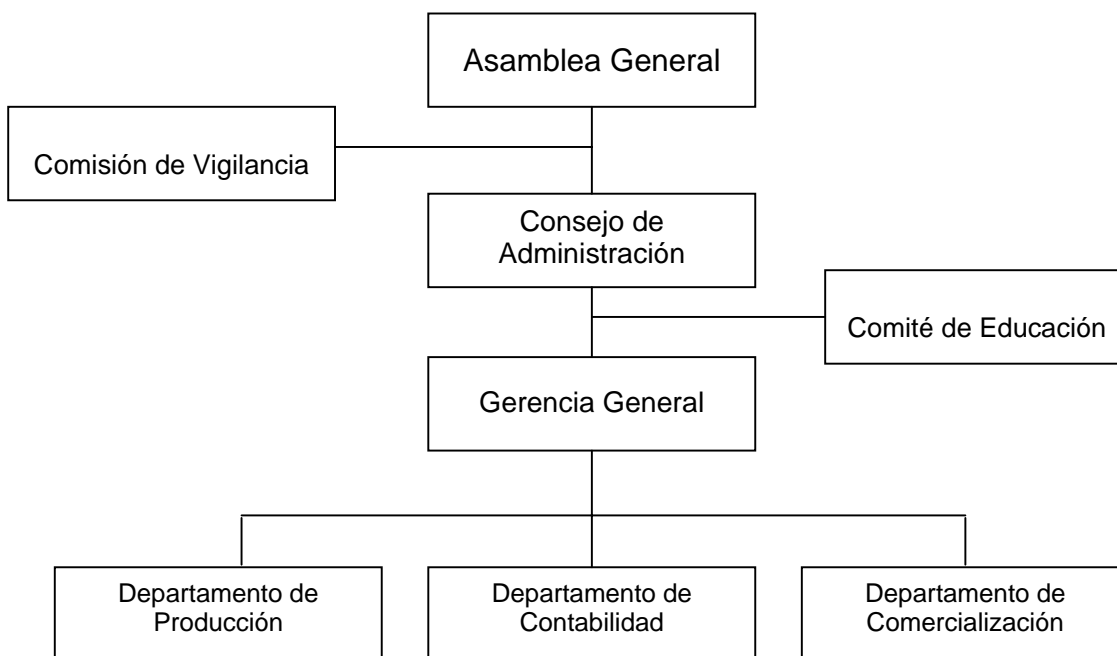 Asamblea General
Comisión de Vigilancia
Consejo de
Administración
Comité de Educación
Gerencia General
Departamento de
Producción
Departamento de
Contabilidad
Departamento de
Comercialización